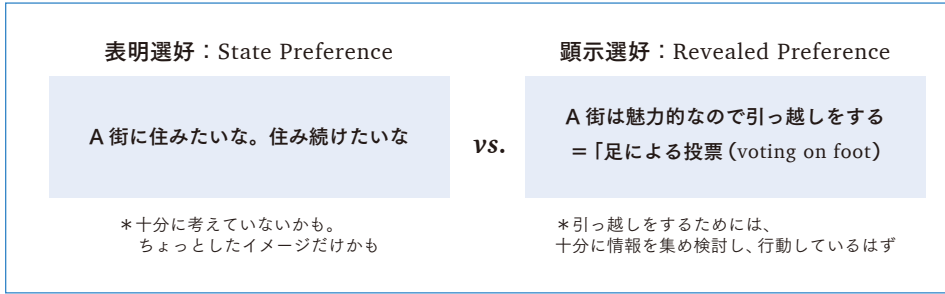 表明選好：State Preference
A 街に住みたいな。住み続けたいな
＊十分に考えていないかも。
ちょっとしたイメージだけかも
vs.
顕示選好：Revealed Preference
A 街は魅力的なので引っ越しをする
＝「足による投票 (voting on foot)
＊引っ越しをするためには、
十分に情報を集め検討し、行動しているはず